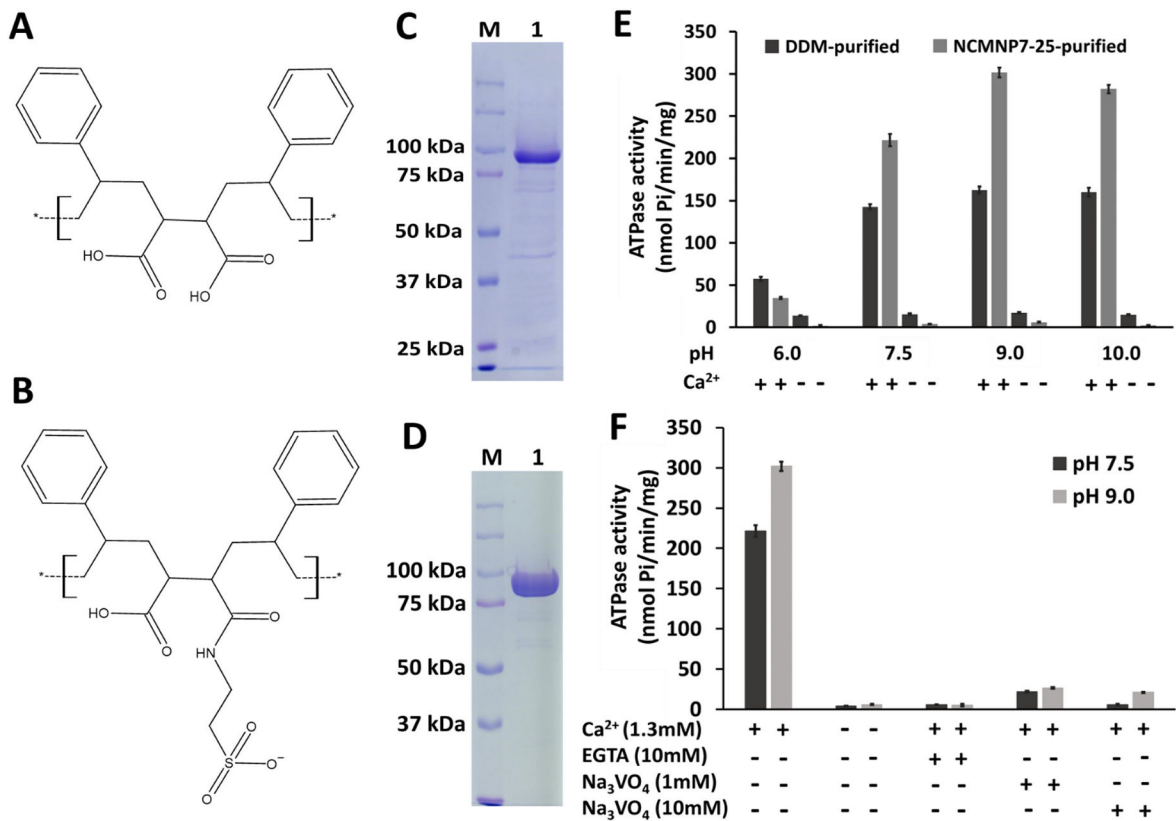 A
HO
O
HO
O
B
HO
O
O
HN
O
S
O⁻
O
C
M 1
100 kDa
75 kDa
50 kDa
37 kDa
25 kDa
D
M 1
100 kDa
75 kDa
50 kDa
37 kDa
E
DDM-purified NCMNP7-25-purified
ATPase activity
(nmol Pi/min/mg)
350
300
250
200
150
100
50
0
pH 6.0 7.5 9.0 10.0
Ca²⁺ + + - - + + - - + + - - + + - -
F
pH 7.5
pH 9.0
ATPase activity
(nmol Pi/min/mg)
350
300
250
200
150
100
50
0
Ca²⁺ (1.3mM) + + - - + + + + + +
EGTA (10mM) - - - - + + - - - -
Na₃VO₄ (1mM) - - - - - - + + - -
Na₃VO₄ (10mM) - - - - - - - - + +